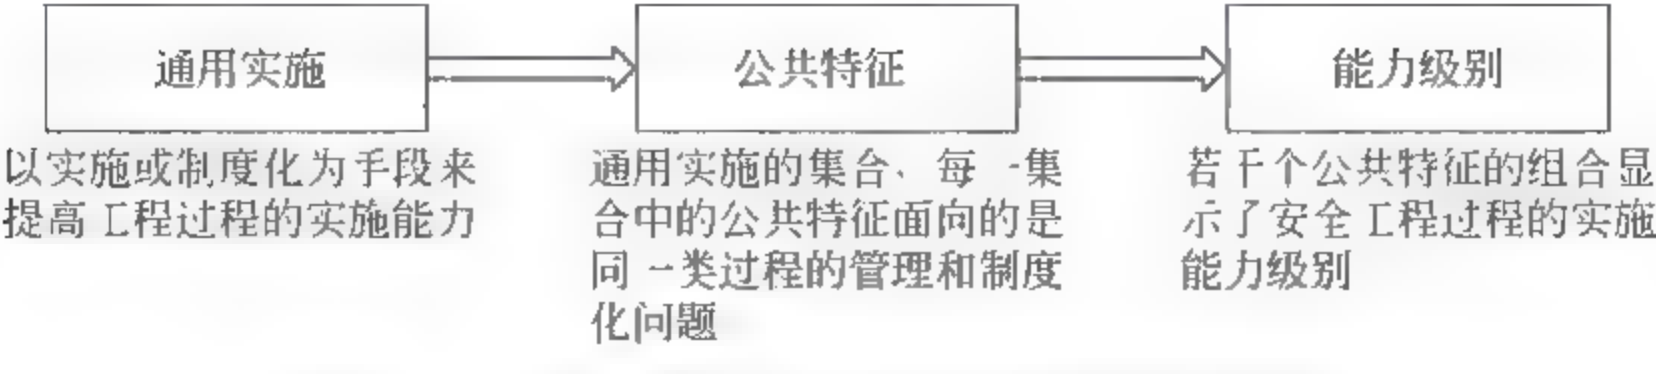 通用实施
公共特征
能力级别
以实施或制度化为手段来
提高工程过程的实施能力
通用实施的集合、每一集
合中的公共特征面向的是
同一类过程的管理和制度
化问题
若干个公共特征的组合显
示了安全工程过程的实施
能力级别